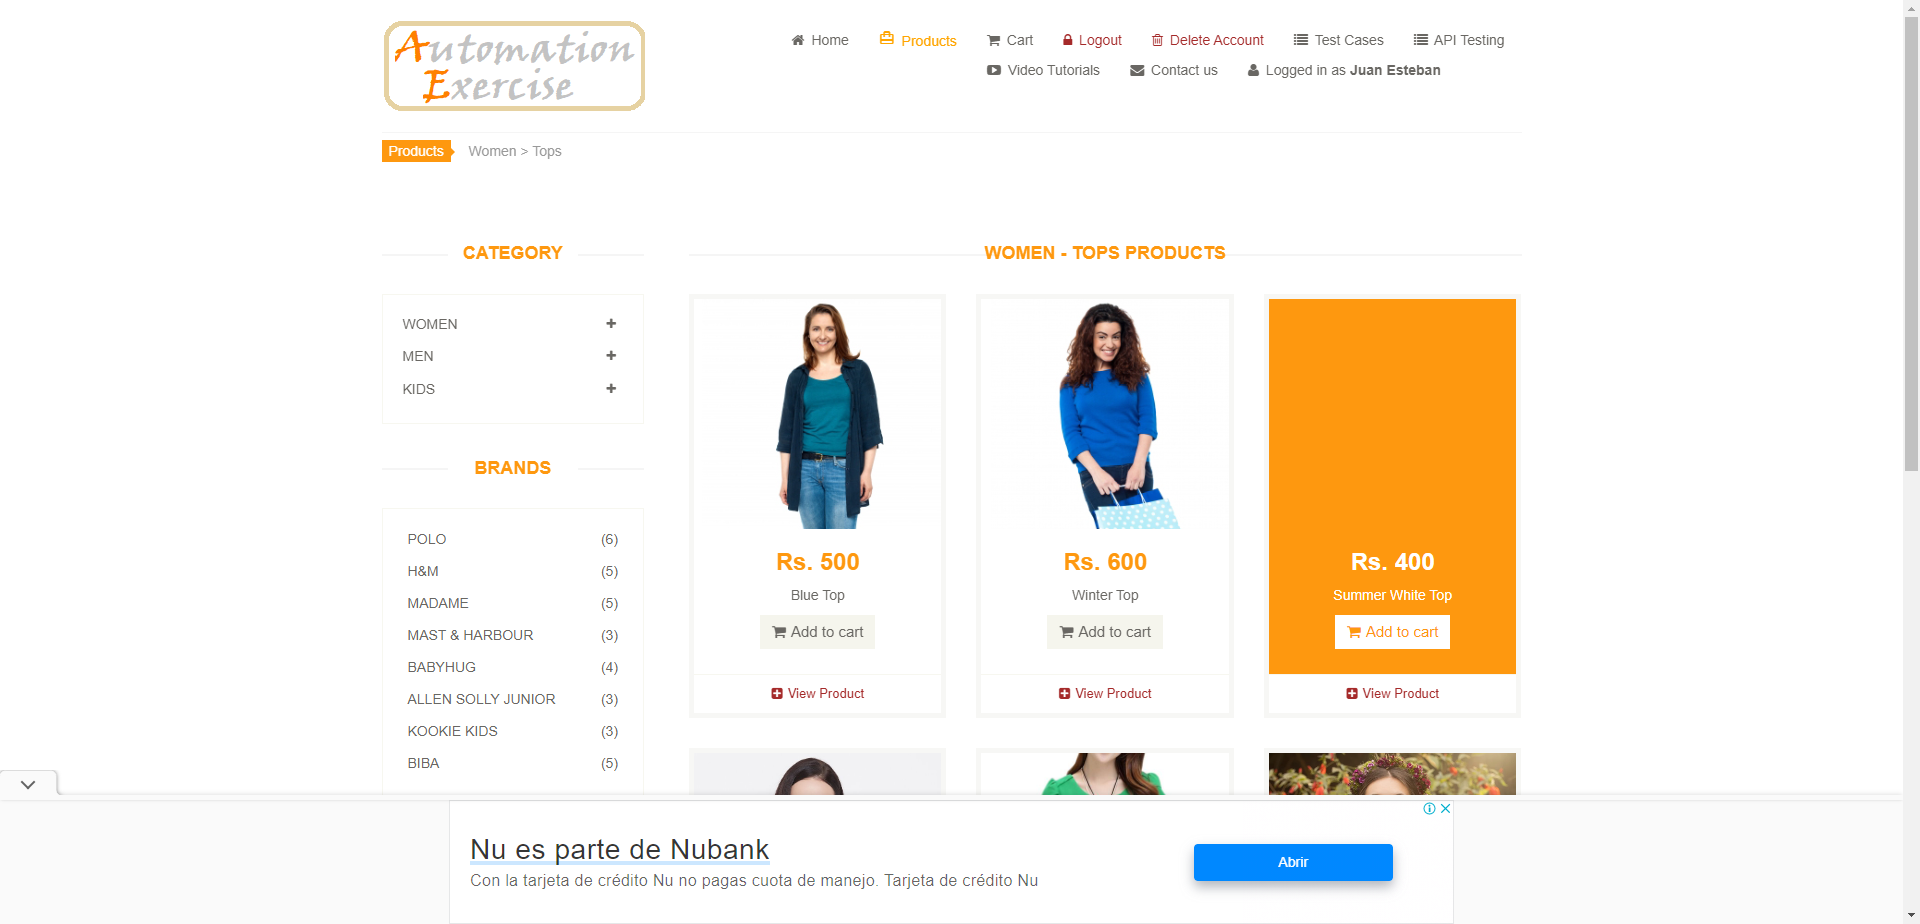 Automation
Exercise
Home
Products
Cart
Logout
Delete Account
Test Cases
API Testing
Video Tutorials
Contact us
Logged in as Juan Esteban
Products
Women > Tops
CATEGORY
WOMEN
MEN
KIDS
BRANDS
POLO (6)
H&M (5)
MADAME (5)
MAST & HARBOUR (3)
BABYHUG (4)
ALLEN SOLLY JUNIOR (3)
KOOKIE KIDS (3)
BIBA (5)
WOMEN - TOPS PRODUCTS
Rs. 500
Blue Top
Add to cart
View Product
Rs. 600
Winter Top
Add to cart
View Product
Rs. 400
Summer White Top
Add to cart
View Product
Nu es parte de Nubank
Con la tarjeta de crédito Nu no pagas cuota de manejo. Tarjeta de crédito Nu
Abrir